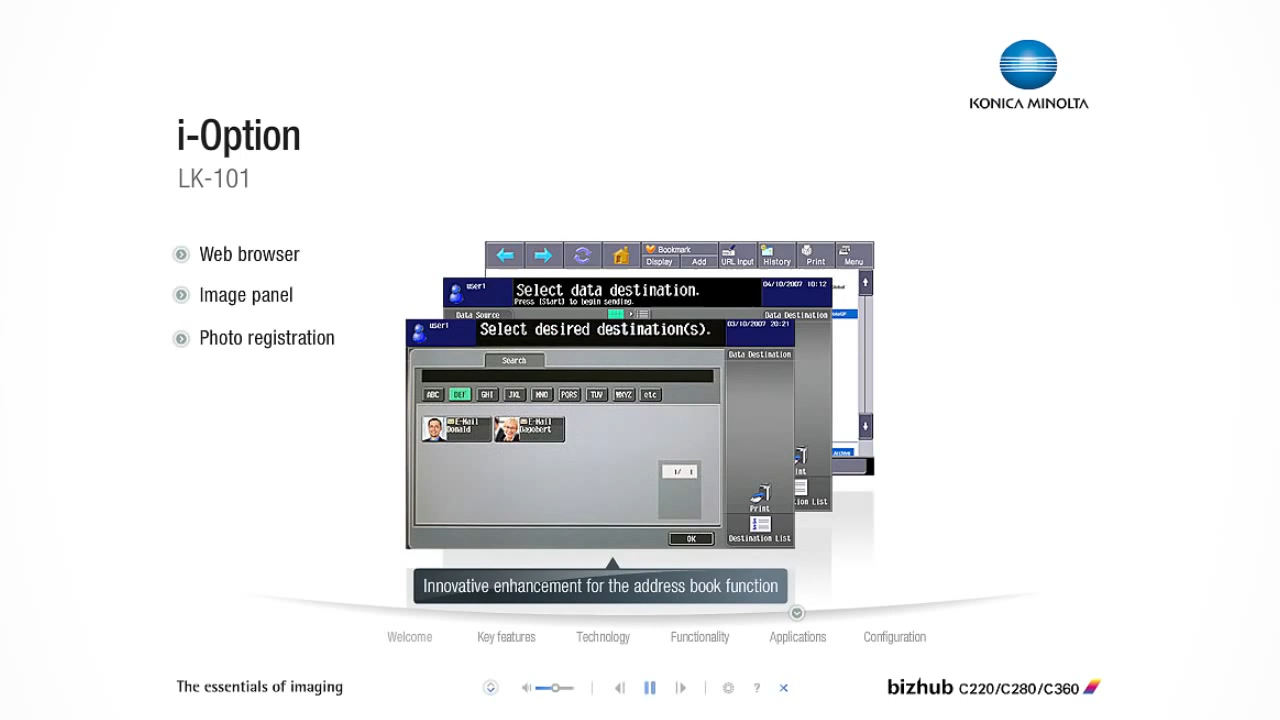 KONICA MINOLTA
i-Option
LK-101
Web browser
Image panel
Photo registration
Bookmark
Display
Add
URL Input
History
Print
Menu
user1
Select data destination.
Press [Start] to begin sending.
04/10/2007 10:12
Data Source
Data Destination
user1
Select desired destination(s).
03/10/2007 20:21
Search
Data Destination
ABC
DEF
GHI
JKL
MNO
PQRS
TUV
WXYZ
etc
E-Mail
Donald
E-Mail
Dagobert
1/ 1
Print
OK
Destination List
Innovative enhancement for the address book function
Welcome
Key features
Technology
Functionality
Applications
Configuration
The essentials of imaging
?
bizhub C220/C280/C360